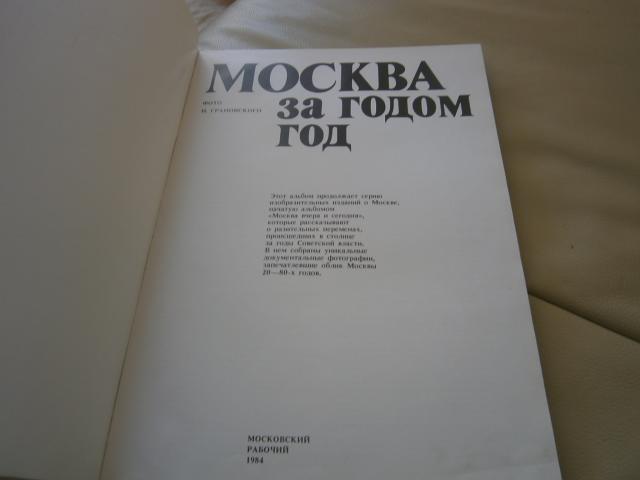 МОСКВА
за годом
год
ФОТО
Н. ГРАНОВСКОГО
Этот альбом продолжает серию
изобразительных изданий о Москве,
начатую альбомом
«Москва вчера и сегодня»,
которые рассказывают
о разительных переменах,
происшедших в столице
за годы Советской власти.
В нем собраны уникальные
документальные фотографии,
запечатлевшие облик Москвы
20—80-х годов.
МОСКОВСКИЙ
РАБОЧИЙ
1984